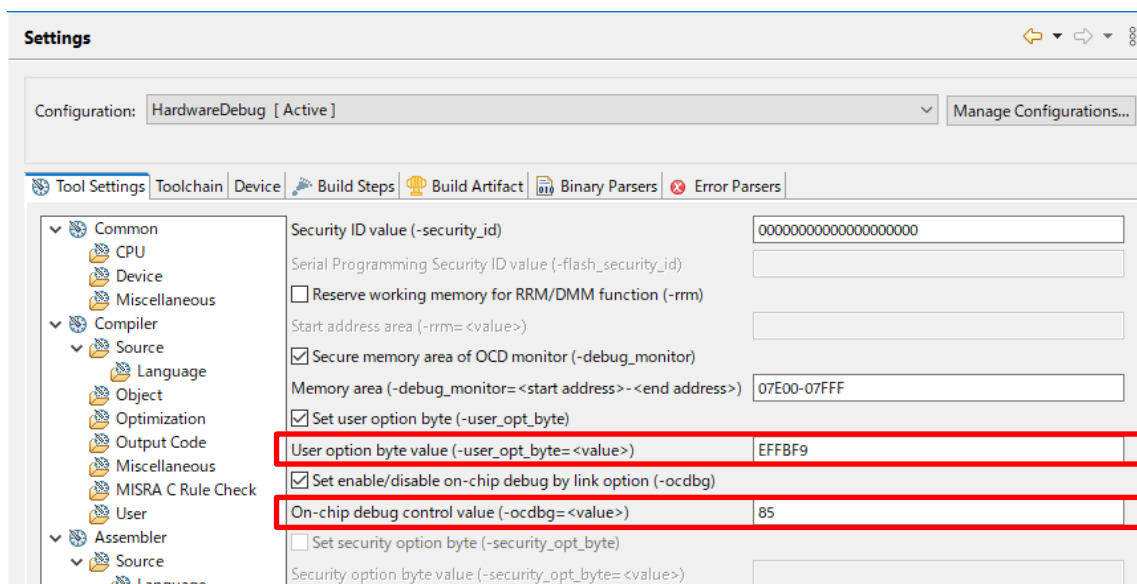 Settings
Configuration: HardwareDebug [ Active ] Manage Configurations...
Tool Settings Toolchain Device Build Steps Build Artifact Binary Parsers Error Parsers
Common
CPU
Device
Miscellaneous
Compiler
Source
Language
Object
Optimization
Output Code
Miscellaneous
MISRA C Rule Check
User
Assembler
Source
Language
Security ID value (-security_id) 00000000000000000000
Serial Programming Security ID value (-flash_security_id)
Reserve working memory for RRM/DMM function (-rrm)
Start address area (-rrm=<value>)
Secure memory area of OCD monitor (-debug_monitor)
Memory area (-debug_monitor=<start address>-<end address>) 07E00-07FFF
Set user option byte (-user_opt_byte)
User option byte value (-user_opt_byte=<value>) EFFBF9
Set enable/disable on-chip debug by link option (-ocdbg)
On-chip debug control value (-ocdbg=<value>) 85
Set security option byte (-security_opt_byte)
Security option byte value (-security_opt_byte=<value>)